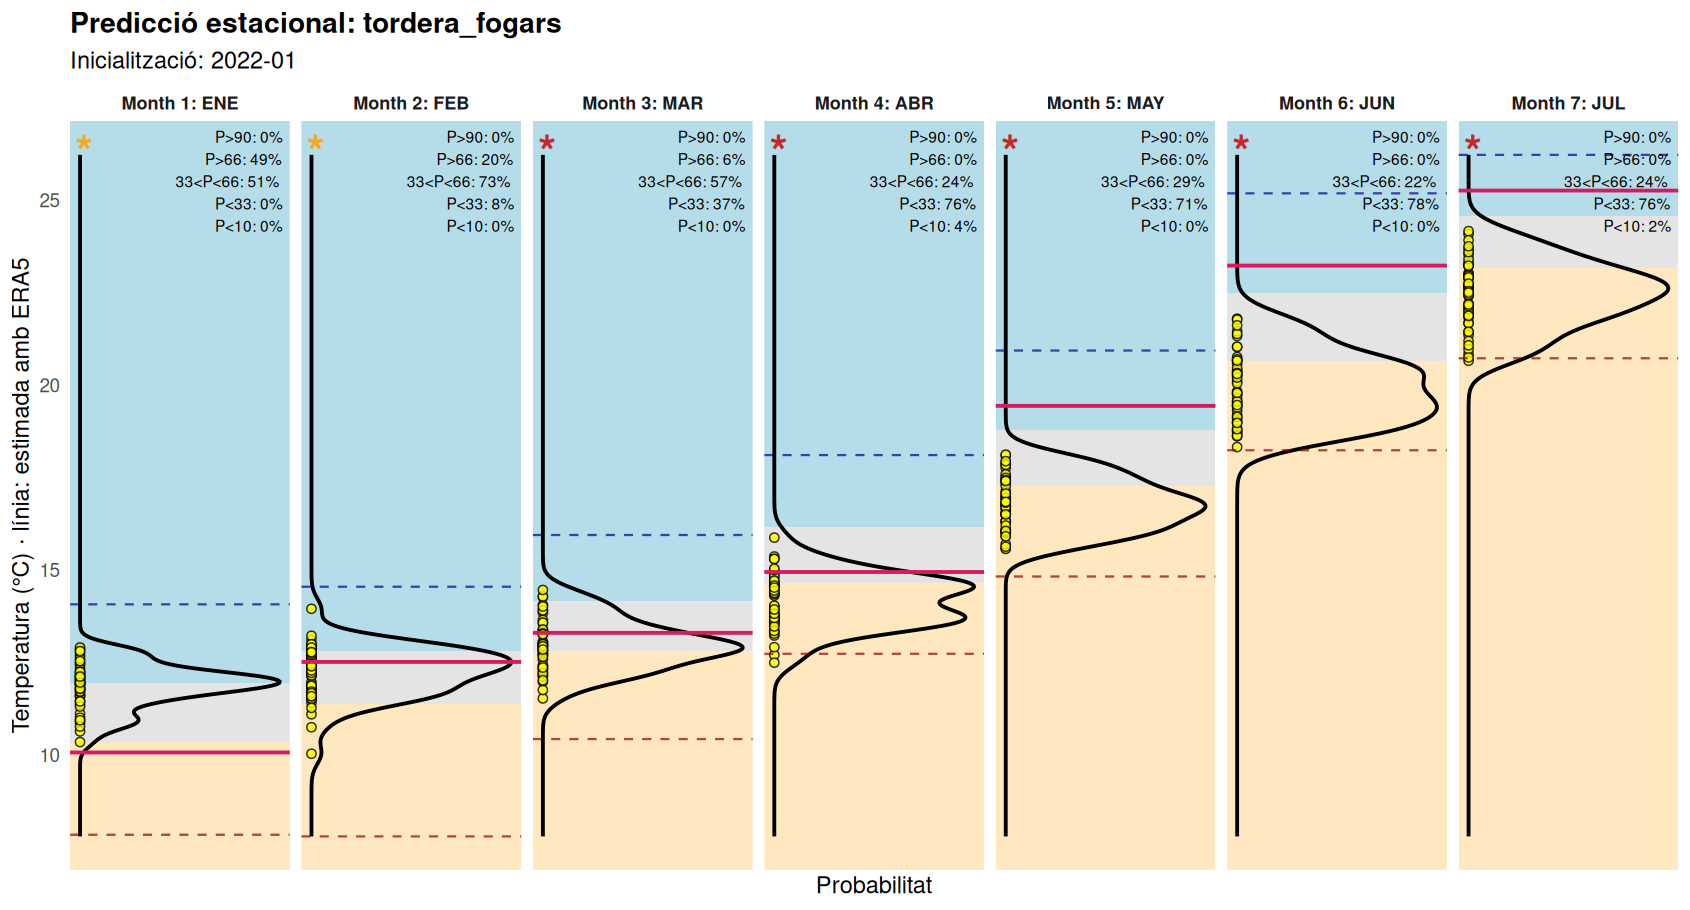 Predicció estacional: tordera_fogars
Inicialització: 2022-01
Month 1: ENE
Month 2: FEB
Month 3: MAR
Month 4: ABR
Month 5: MAY
Month 6: JUN
Month 7: JUL
*
P>90: 0%
P>66: 49%
33<P<66: 51%
P<33: 0%
P<10: 0%
*
P>90: 0%
P>66: 20%
33<P<66: 73%
P<33: 8%
P<10: 0%
*
P>90: 0%
P>66: 6%
33<P<66: 57%
P<33: 37%
P<10: 0%
*
P>90: 0%
P>66: 0%
33<P<66: 24%
P<33: 76%
P<10: 4%
*
P>90: 0%
P>66: 0%
33<P<66: 29%
P<33: 71%
P<10: 0%
*
P>90: 0%
P>66: 0%
33<P<66: 22%
P<33: 78%
P<10: 0%
*
P>90: 0%
P>66: 0%
33<P<66: 24%
P<33: 76%
P<10: 2%
Temperatura (°C) · línia: estimada amb ERA5
25
20
15
10
Probabilitat